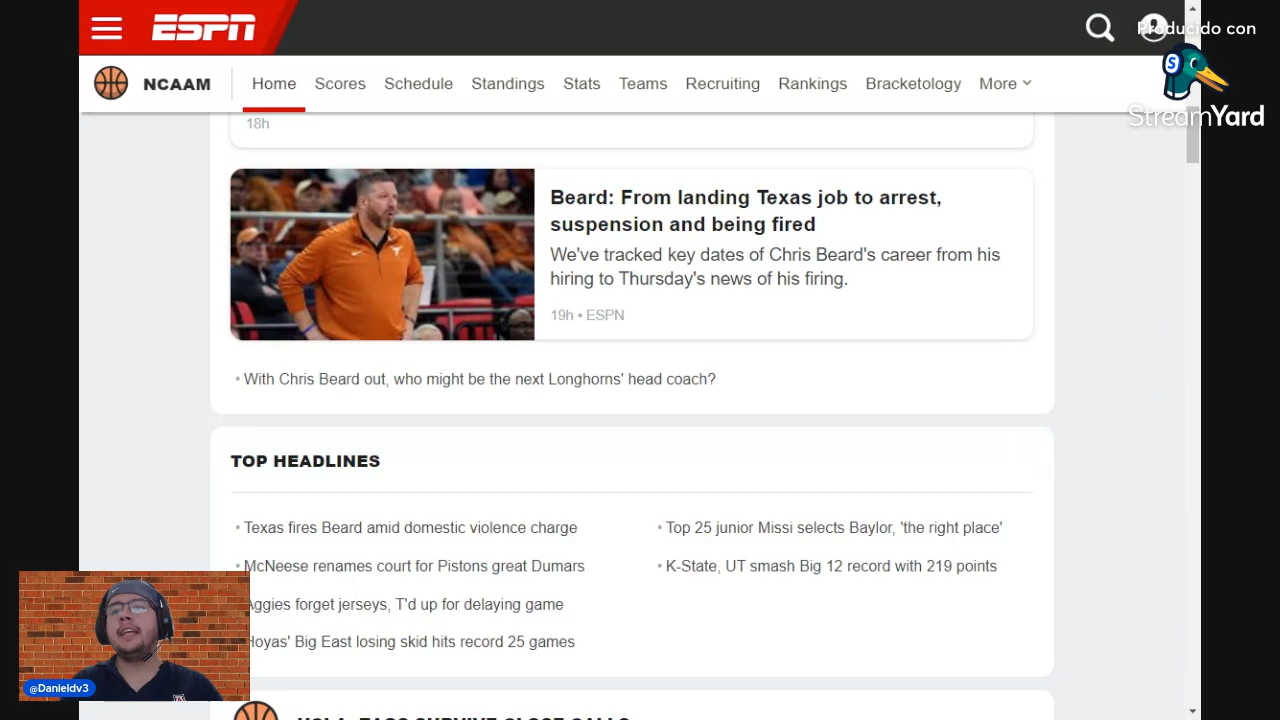 ESPN
Producido con
S
StreamYard
NCAAM
Home
Scores
Schedule
Standings
Stats
Teams
Recruiting
Rankings
Bracketology
More
18h
Beard: From landing Texas job to arrest,
suspension and being fired
We've tracked key dates of Chris Beard's career from his
hiring to Thursday's news of his firing.
19h • ESPN
• With Chris Beard out, who might be the next Longhorns' head coach?
TOP HEADLINES
• Texas fires Beard amid domestic violence charge
• McNeese renames court for Pistons great Dumars
Aggies forget jerseys, T'd up for delaying game
Hoyas' Big East losing skid hits record 25 games
• Top 25 junior Missi selects Baylor, 'the right place'
• K-State, UT smash Big 12 record with 219 points
@Danieldv3